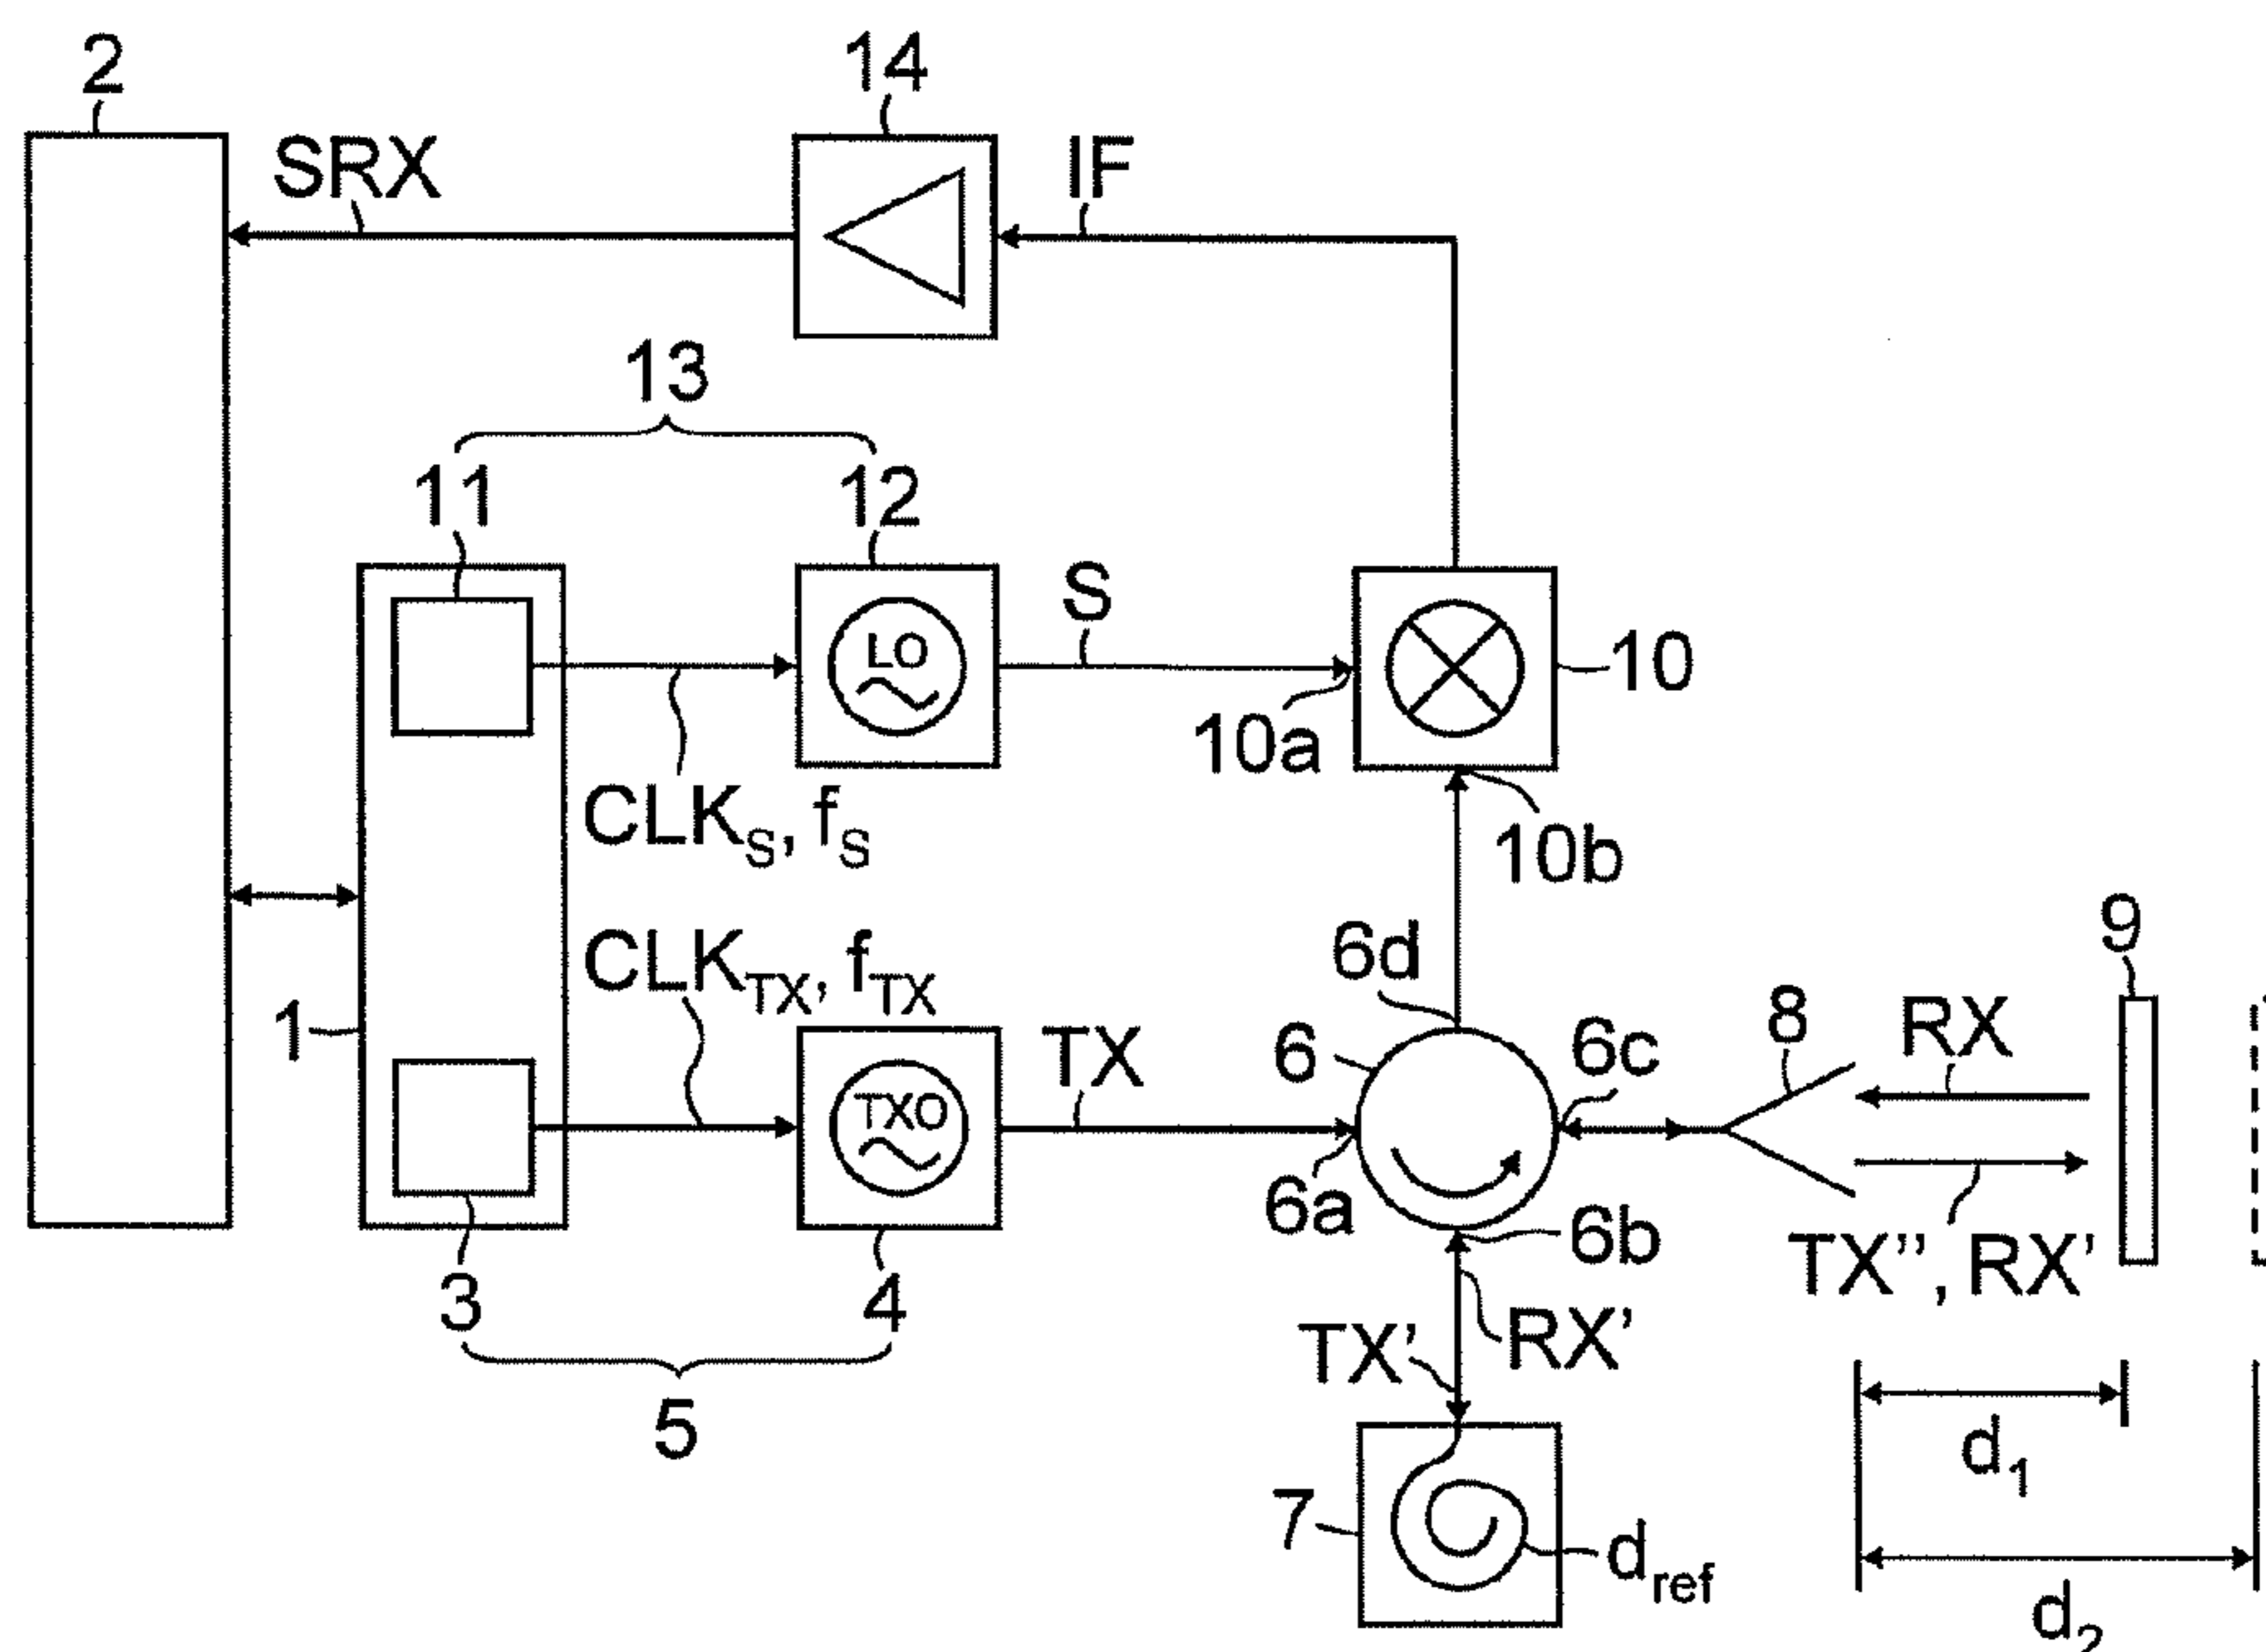 2
14
SRX
IF
13
11
12
S
LO
10
10a
CLKS, fS
10b
6d
9
CLKTX, fTX
8
RX
1
TX
6
6c
TXO
6a
6b
TX'', RX'
3
4
TX'
RX'
5
d1
7
dref
d2